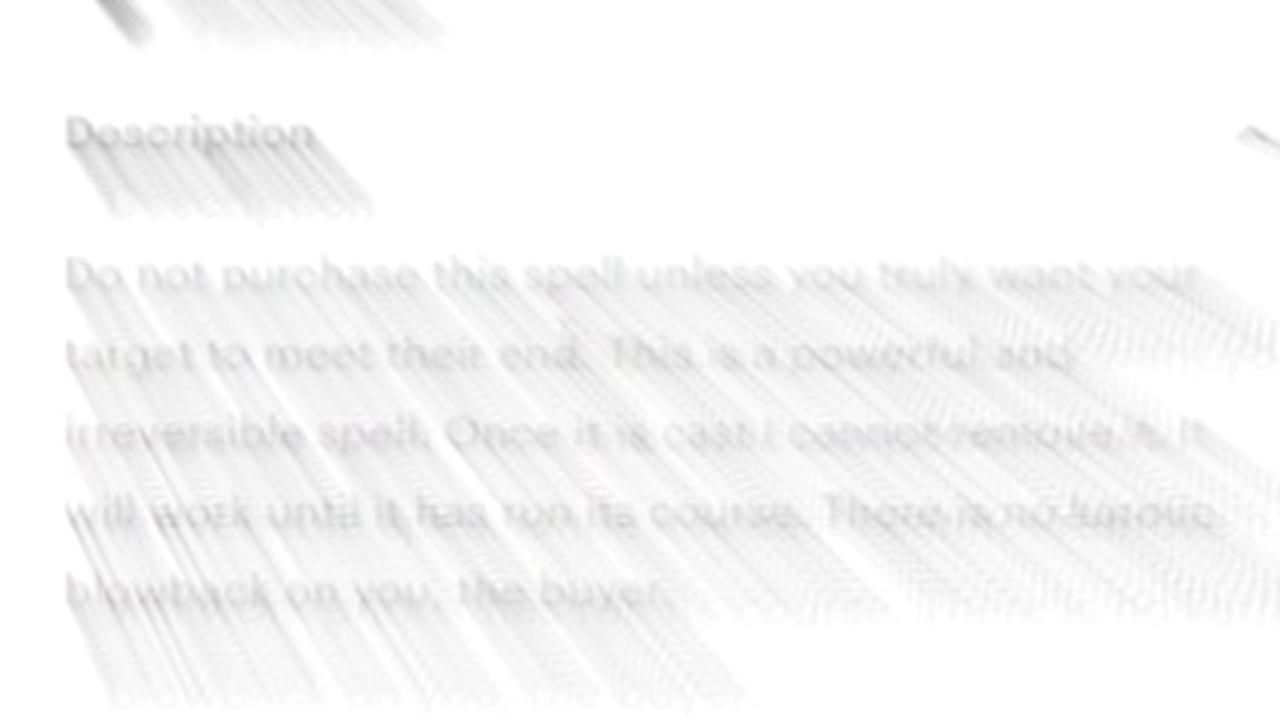 Description
Do not purchase this spell unless you truly want your
target to meet their end. This is a powerful and
irreversible spell. Once it is cast I cannot remove it. It
will work until it has run its course. There is no karmic
blowback on you, the buyer.